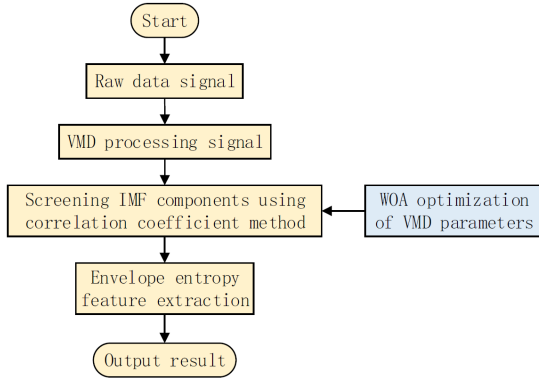 Start
Raw data signal
VMD processing signal
Screening IMF components using
correlation coefficient method
WOA optimization
of VMD parameters
Envelope entropy
feature extraction
Output result